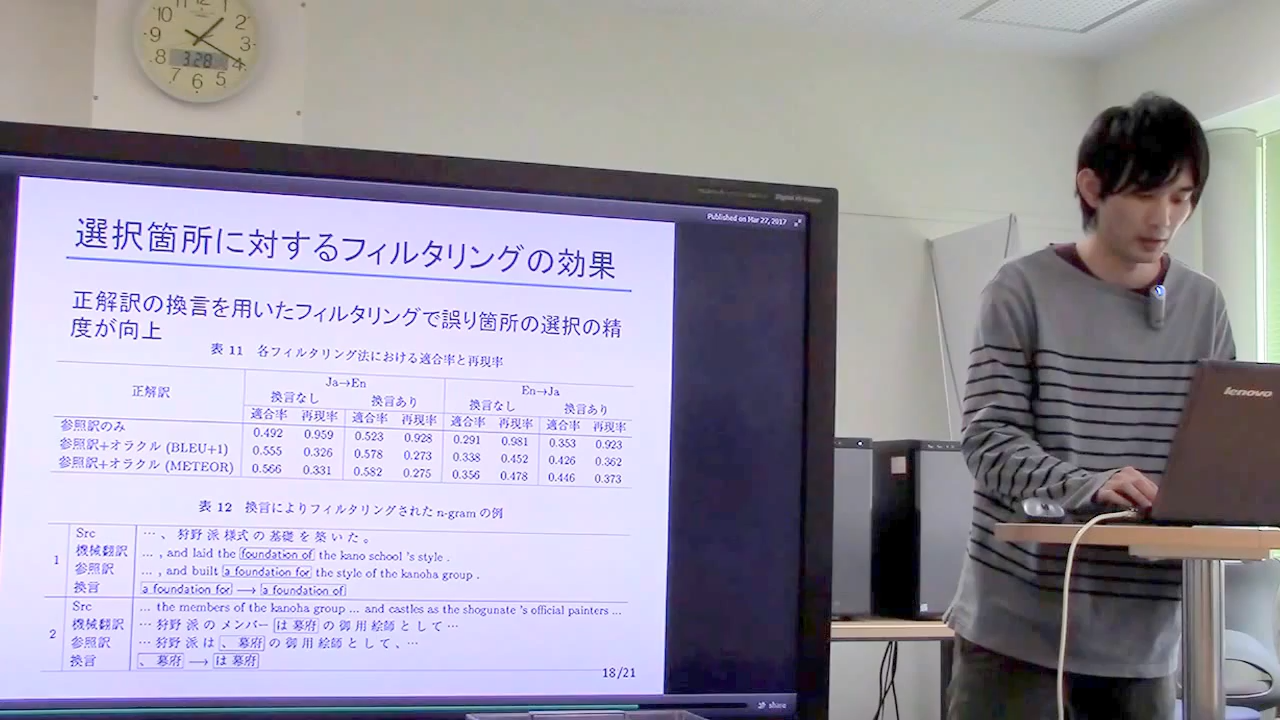 10
2
9
3
8
4
7
6
5
3.28
Published on Mar 27, 2017
選択箇所に対するフィルタリングの効果
正解訳の換言を用いたフィルタリングで誤り箇所の選択の精
度が向上
表 11 各フィルタリング法における適合率と再現率
正解訳 Ja→En En→Ja
換言なし 換言あり 換言なし 換言あり
適合率 再現率 適合率 再現率 適合率 再現率 適合率 再現率
参照訳のみ 0.492 0.959 0.523 0.928 0.291 0.981 0.353 0.923
参照訳+オラクル (BLEU+1) 0.555 0.326 0.578 0.273 0.338 0.452 0.426 0.362
参照訳+オラクル (METEOR) 0.566 0.331 0.582 0.275 0.356 0.478 0.446 0.373
表 12 換言によりフィルタリングされた n-gram の例
1
Src … 、 狩野 派 様式 の 基礎 を 築い た 。
機械翻訳 ... , and laid the foundation of the kano school 's style .
参照訳 ... , and built a foundation for the style of the kanoha group .
換言 a foundation for → a foundation of
2
Src ... the members of the kanoha group ... and castles as the shogunate 's official painters ...
機械翻訳 … 狩野 派 の メンバー は 幕府 の 御用 絵師 と し て …
参照訳 … 狩野 派 は 、 幕府 の 御用 絵師 と し て 、 …
換言 、 幕府 → は 幕府
18/21
share
lenovo